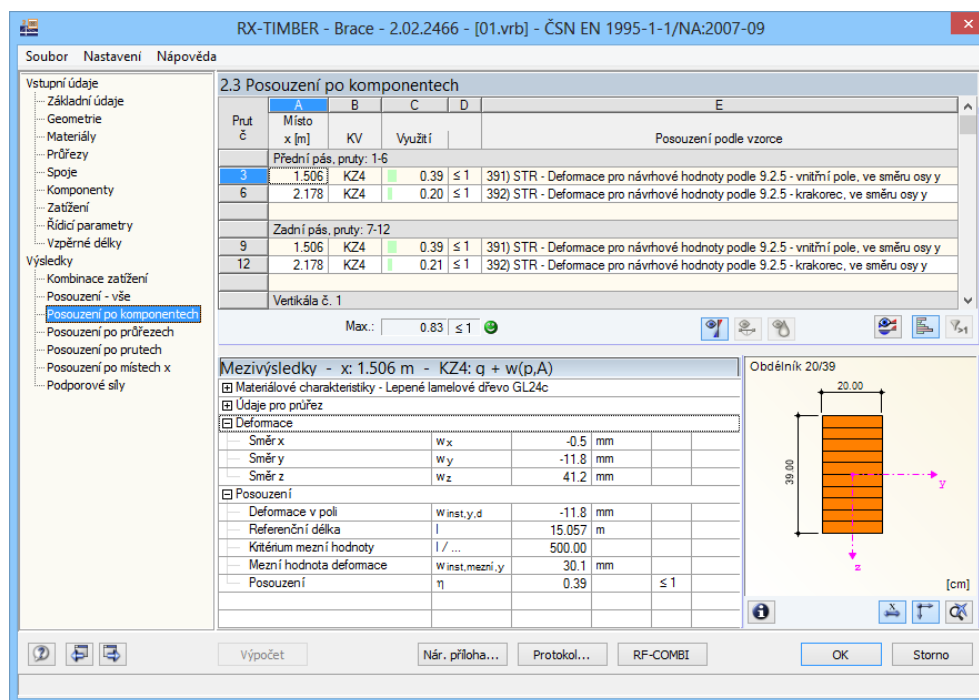 RX-TIMBER - Brace - 2.02.2466 - [01.vrb] - ČSN EN 1995-1-1/NA:2007-09
Soubor Nastavení Nápověda
Vstupní údaje
Základní údaje
Geometrie
Materiály
Průřezy
Spoje
Komponenty
Zatížení
Řídicí parametry
Vzpěrné délky
Výsledky
Kombinace zatížení
Posouzení - vše
Posouzení po komponentech
Posouzení po průřezech
Posouzení po prutech
Posouzení po místech x
Podporové síly
2.3 Posouzení po komponentech
A B C D E
Prut č Místo x [m] KV Využití Posouzení podle vzorce
Přední pás, pruty: 1-6
3 1.506 KZ4 0.39 ≤ 1 391) STR - Deformace pro návrhové hodnoty podle 9.2.5 - vnitřní pole, ve směru osy y
6 2.178 KZ4 0.20 ≤ 1 392) STR - Deformace pro návrhové hodnoty podle 9.2.5 - krakorec, ve směru osy y
Zadní pás, pruty: 7-12
9 1.506 KZ4 0.39 ≤ 1 391) STR - Deformace pro návrhové hodnoty podle 9.2.5 - vnitřní pole, ve směru osy y
12 2.178 KZ4 0.21 ≤ 1 392) STR - Deformace pro návrhové hodnoty podle 9.2.5 - krakorec, ve směru osy y
Vertikála č. 1
Max.: 0.83 ≤ 1
>1
Mezivýsledky - x: 1.506 m - KZ4: q + w(p,A)
Materiálové charakteristiky - Lepené lamelové dřevo GL24c
Údaje pro průřez
Deformace
Směr x w x -0.5 mm
Směr y w y -11.8 mm
Směr z w z 41.2 mm
Posouzení
Deformace v poli w inst,y,d -11.8 mm
Referenční délka l 15.057 m
Kritérium mezní hodnoty l / ... 500.00
Mezní hodnota deformace w inst,mezní,y 30.1 mm
Posouzení η 0.39 ≤ 1
Obdélník 20/39
20.00
39.00
y
z
[cm]
Výpočet
Nár. příloha...
Protokol...
RF-COMBI
OK
Storno